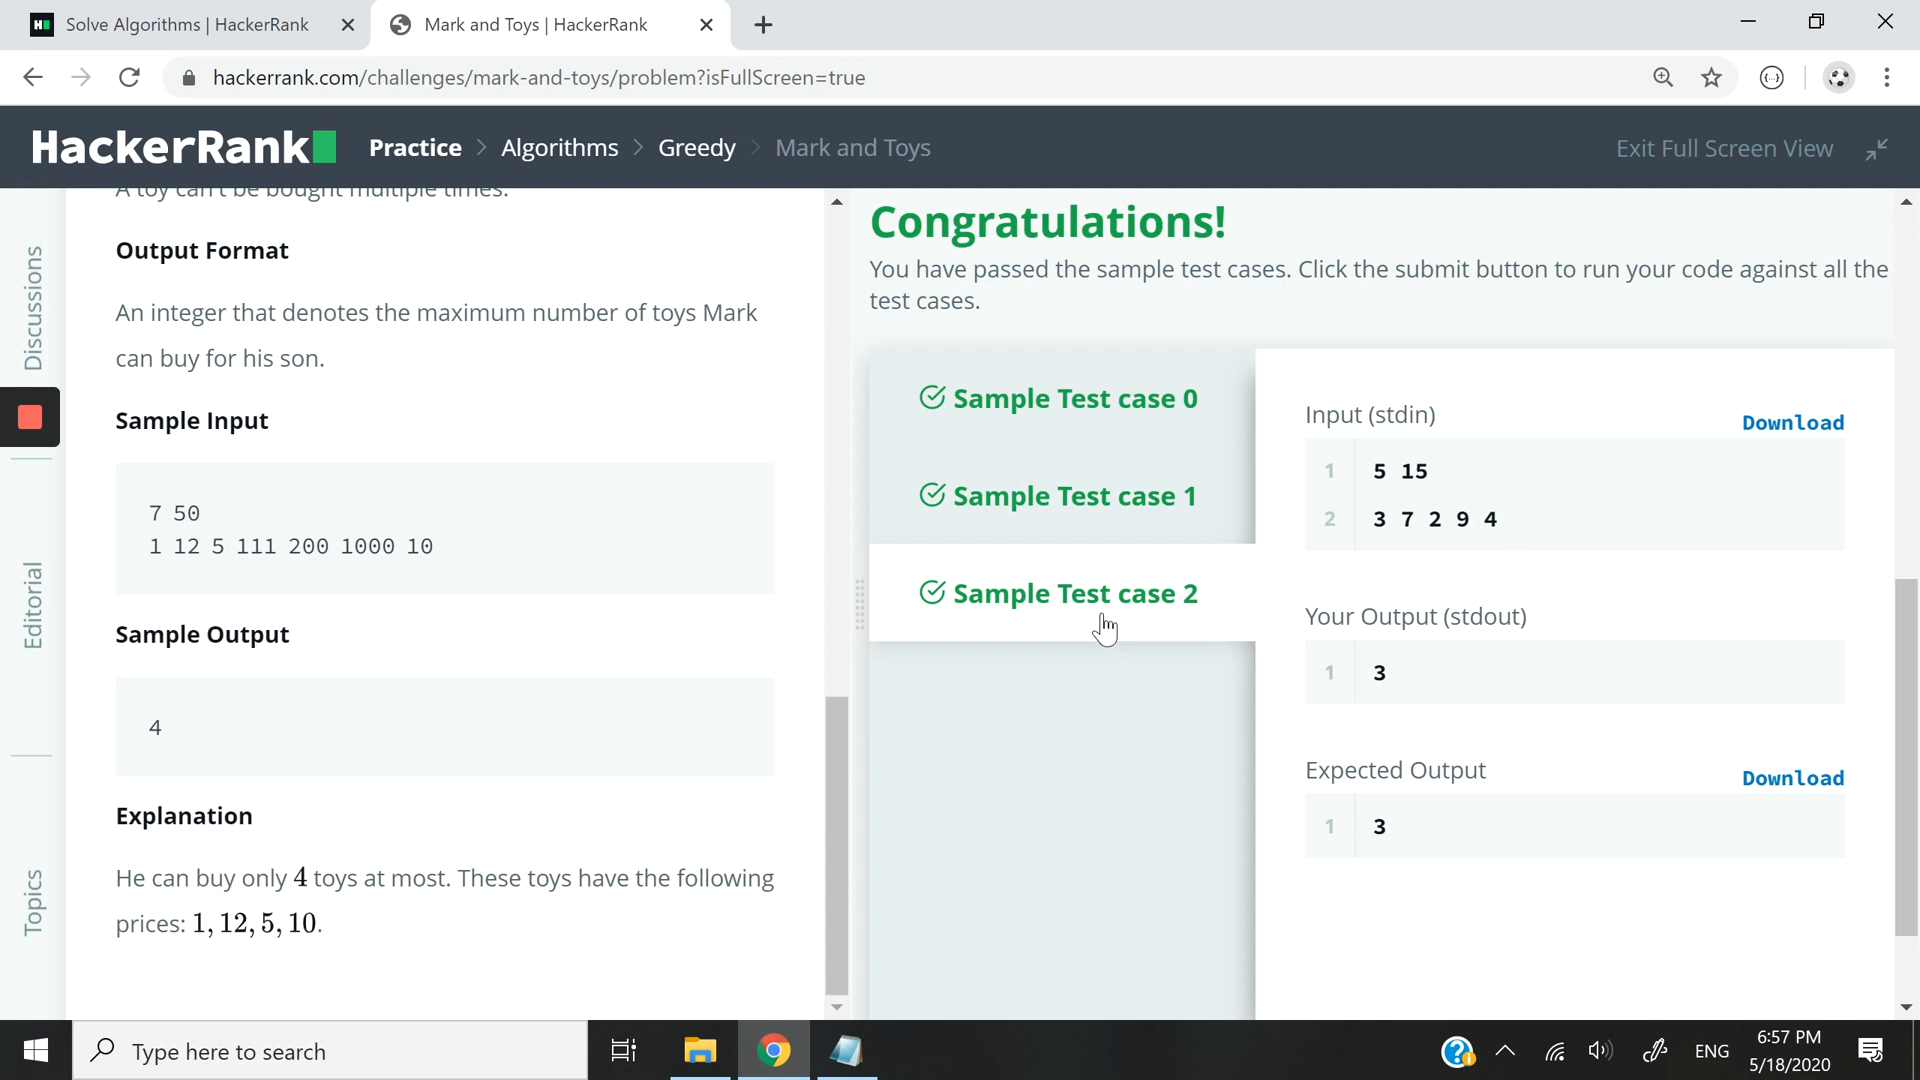 Solve Algorithms | HackerRank
Mark and Toys | HackerRank
hackerrank.com/challenges/mark-and-toys/problem?isFullScreen=true
HackerRank
Practice > Algorithms > Greedy > Mark and Toys
Exit Full Screen View
A toy can't be bought multiple times.
Output Format
An integer that denotes the maximum number of toys Mark
can buy for his son.
Sample Input
7 50
1 12 5 111 200 1000 10
Sample Output
4
Explanation
He can buy only 4 toys at most. These toys have the following
prices: 1, 12, 5, 10.
Discussions
Editorial
Topics
Congratulations!
You have passed the sample test cases. Click the submit button to run your code against all the
test cases.
Sample Test case 0
Sample Test case 1
Sample Test case 2
Input (stdin)
Download
1 5 15
2 3 7 2 9 4
Your Output (stdout)
1 3
Expected Output
Download
1 3
Type here to search
ENG
6:57 PM
5/18/2020